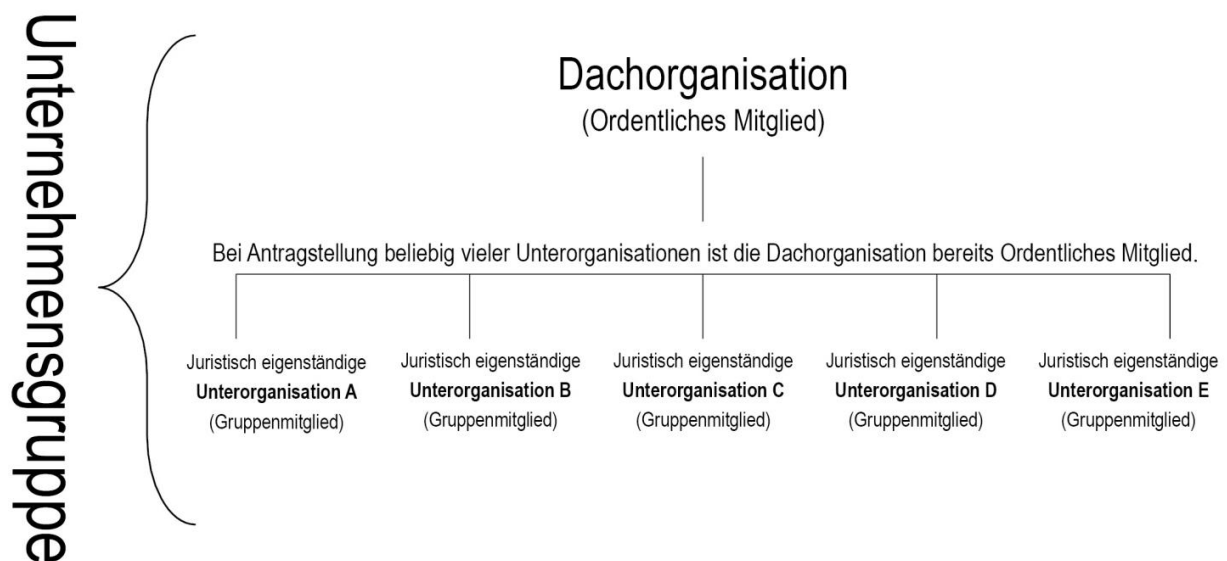 Unternehmensgruppe
Dachorganisation
(Ordentliches Mitglied)
Bei Antragstellung beliebig vieler Unterorganisationen ist die Dachorganisation bereits Ordentliches Mitglied.
Juristisch eigenständige
Unterorganisation A
(Gruppenmitglied)
Juristisch eigenständige
Unterorganisation B
(Gruppenmitglied)
Juristisch eigenständige
Unterorganisation C
(Gruppenmitglied)
Juristisch eigenständige
Unterorganisation D
(Gruppenmitglied)
Juristisch eigenständige
Unterorganisation E
(Gruppenmitglied)